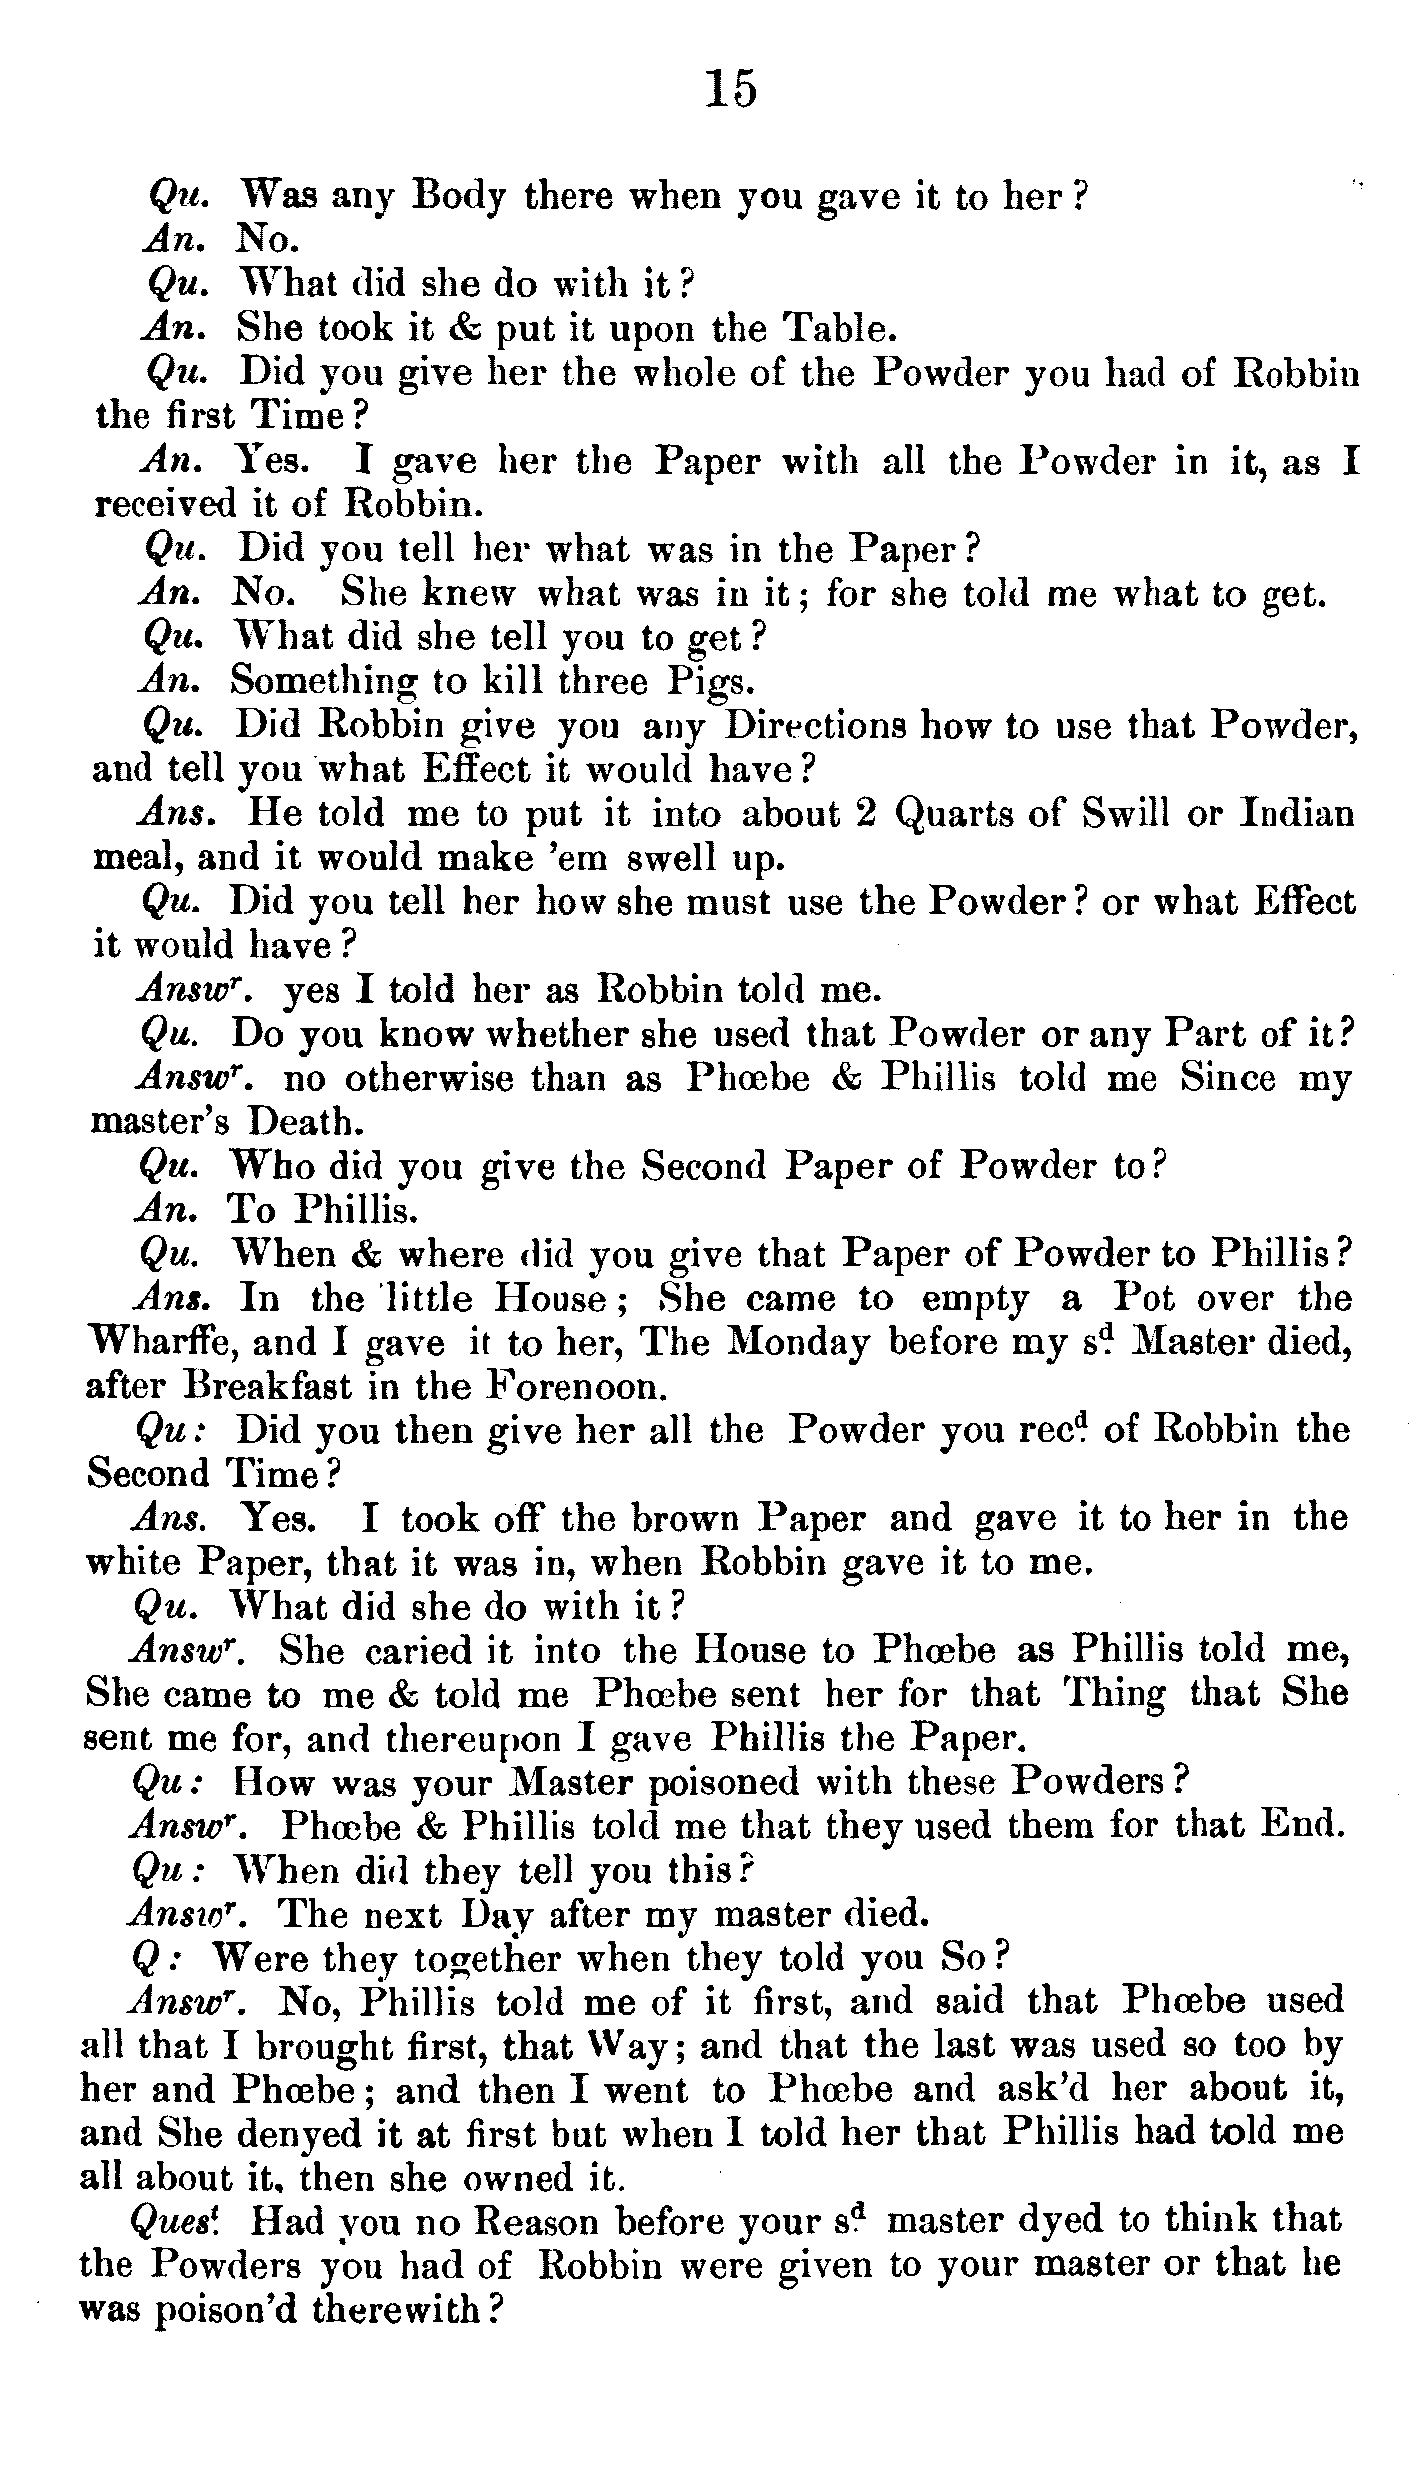 15
Qu. Was any Body there when you gave it to her?
An. No.
Qu. What did she do with it?
An. She took it & put it upon the Table.
Qu. Did you give her the whole of the Powder you had of Robbin
the first Time?
An. Yes. I gave her the Paper with all the Powder in it, as I
received it of Robbin.
Qu. Did you tell her what was in the Paper?
An. No. She knew what was in it; for she told me what to get.
Qu. What did she tell you to get?
An. Something to kill three Pigs.
Qu. Did Robbin give you any Directions how to use that Powder,
and tell you what Effect it would have?
Ans. He told me to put it into about 2 Quarts of Swill or Indian
meal, and it would make 'em swell up.
Qu. Did you tell her how she must use the Powder? or what Effect
it would have?
Answʳ. yes I told her as Robbin told me.
Qu. Do you know whether she used that Powder or any Part of it?
Answʳ. no otherwise than as Phœbe & Phillis told me Since my
master's Death.
Qu. Who did you give the Second Paper of Powder to?
An. To Phillis.
Qu. When & where did you give that Paper of Powder to Phillis?
Ans. In the little House; She came to empty a Pot over the
Wharffe, and I gave it to her, The Monday before my sᵈ. Master died,
after Breakfast in the Forenoon.
Qu: Did you then give her all the Powder you recᵈ. of Robbin the
Second Time?
Ans. Yes. I took off the brown Paper and gave it to her in the
white Paper, that it was in, when Robbin gave it to me.
Qu. What did she do with it?
Answʳ. She caried it into the House to Phœbe as Phillis told me,
She came to me & told me Phœbe sent her for that Thing that She
sent me for, and thereupon I gave Phillis the Paper.
Qu: How was your Master poisoned with these Powders?
Answʳ. Phœbe & Phillis told me that they used them for that End.
Qu: When did they tell you this?
Answʳ. The next Day after my master died.
Q: Were they together when they told you So?
Answʳ. No, Phillis told me of it first, and said that Phœbe used
all that I brought first, that Way; and that the last was used so too by
her and Phœbe; and then I went to Phœbe and ask'd her about it,
and She denyed it at first but when I told her that Phillis had told me
all about it, then she owned it.
Quesᵗ. Had you no Reason before your sᵈ. master dyed to think that
the Powders you had of Robbin were given to your master or that he
was poison'd therewith?